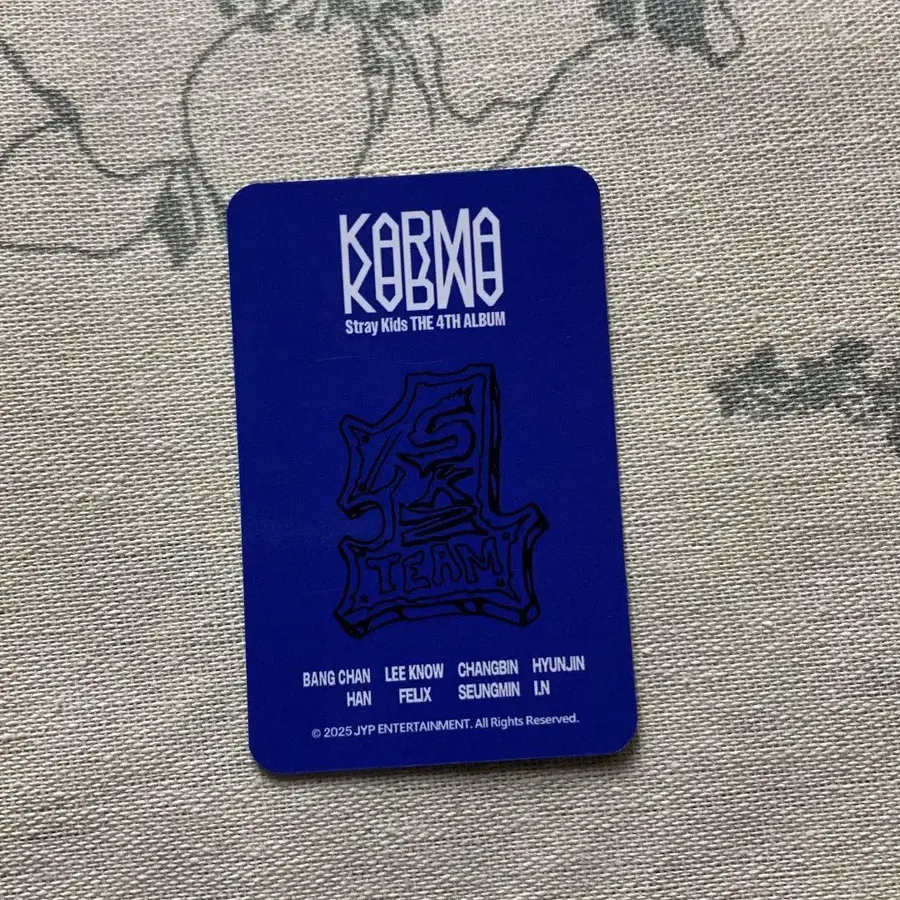 KARMA
KARMA
Stray Kids THE 4TH ALBUM
SKZ
TEAM
BANG CHAN LEE KNOW CHANGBIN HYUNJIN
HAN FELIX SEUNGMIN I.N
© 2025 JYP ENTERTAINMENT. All Rights Reserved.